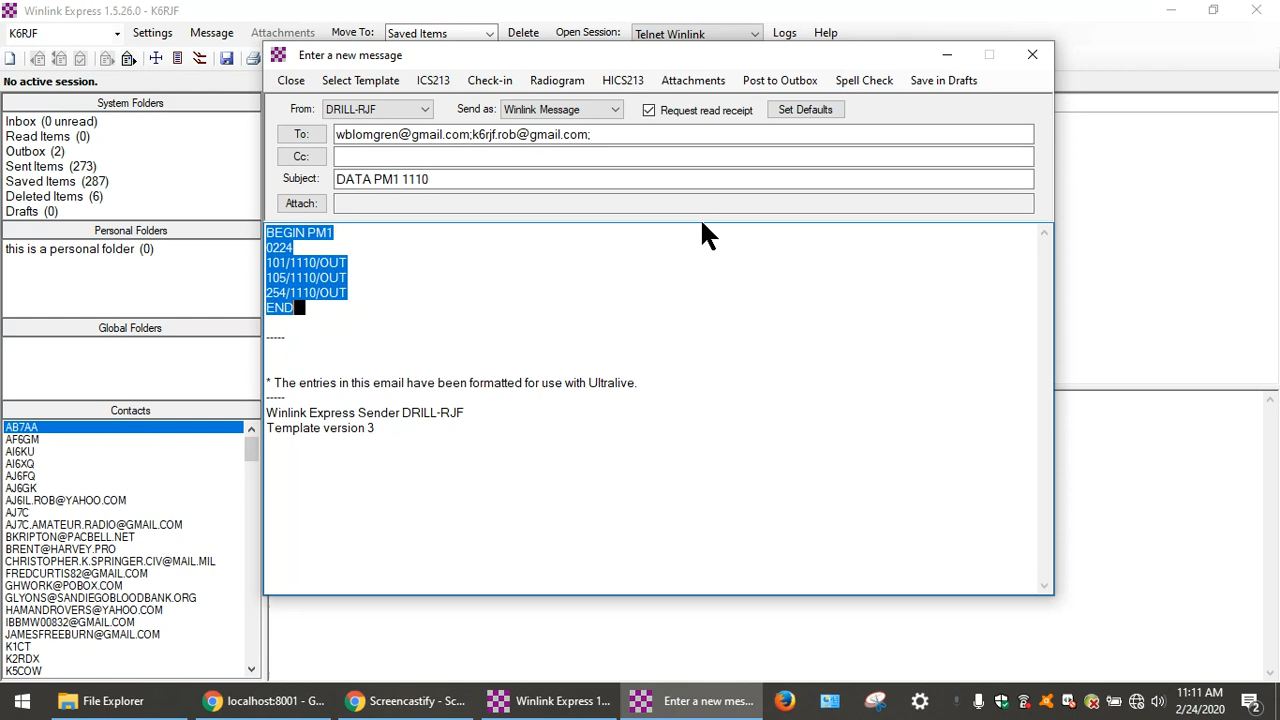 Winlink Express 1.5.26.0 - K6RJF
K6RJF Settings Message Attachments Move To: Saved Items Delete Open Session: Telnet Winlink Logs Help
No active session.
System Folders
Inbox (0 unread)
Read Items (0)
Outbox (2)
Sent Items (273)
Saved Items (287)
Deleted Items (6)
Drafts (0)
Personal Folders
this is a personal folder (0)
Global Folders
Contacts
AB7AA
AF6GM
AI6KU
AI6XQ
AJ6FQ
AJ6GK
AJ6IL.ROB@YAHOO.COM
AJ7C
AJ7C.AMATEUR.RADIO@GMAIL.COM
BKRIPTON@PACBELL.NET
BRENT@HARVEY.PRO
CHRISTOPHER.K.SPRINGER.CIV@MAIL.MIL
FREDCURTIS82@GMAIL.COM
GHWORK@POBOX.COM
GLYONS@SANDIEGOBLOODBANK.ORG
HAMANDROVERS@YAHOO.COM
IBBMW00832@GMAIL.COM
JAMESFREEBURN@GMAIL.COM
K1CT
K2RDX
K5COW
Enter a new message
Close Select Template ICS213 Check-in Radiogram HICS213 Attachments Post to Outbox Spell Check Save in Drafts
From: DRILL-RJF Send as: Winlink Message Request read receipt Set Defaults
To: wblomgren@gmail.com;k6rjf.rob@gmail.com;
Cc:
Subject: DATA PM1 1110
Attach:
BEGIN PM1
0224
101/1110/OUT
105/1110/OUT
254/1110/OUT
END
-----
* The entries in this email have been formatted for use with Ultralive.
-----
Winlink Express Sender DRILL-RJF
Template version 3
File Explorer localhost:8001 - G... Screencastify - Sc... Winlink Express 1... Enter a new mess... 11:11 AM
2/24/2020 2